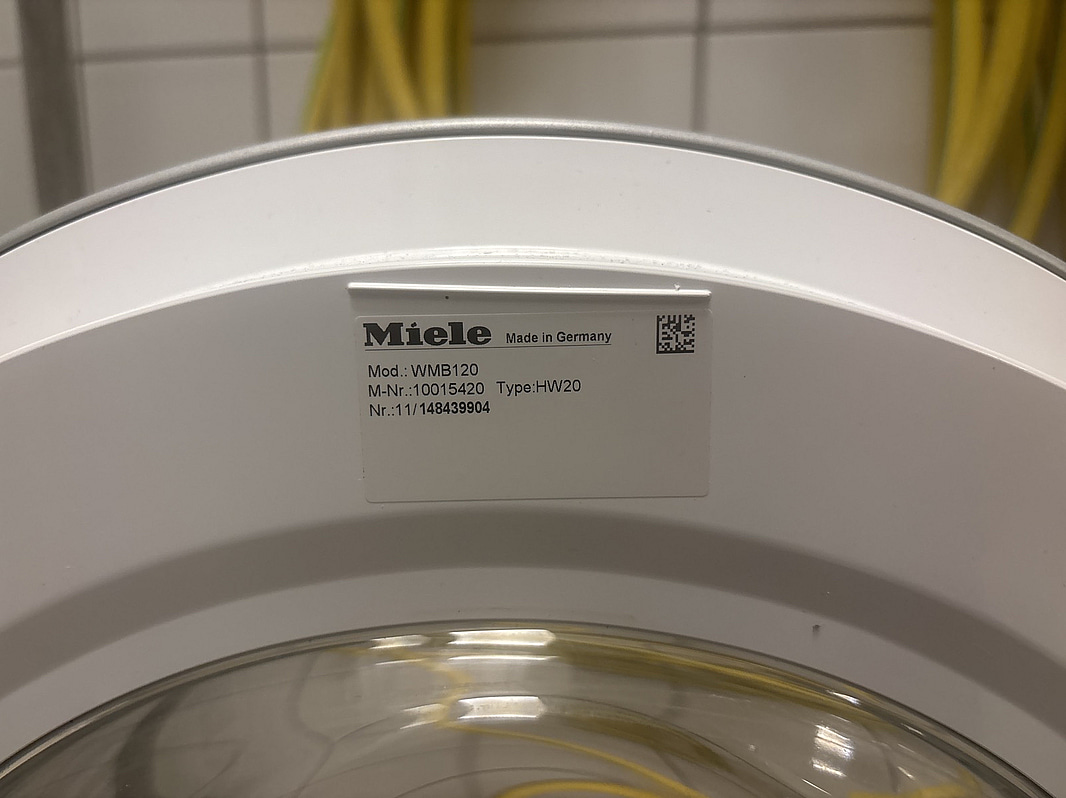 Miele Made in Germany
Mod.: WMB120
M-Nr.:10015420 Type:HW20
Nr.:11/148439904